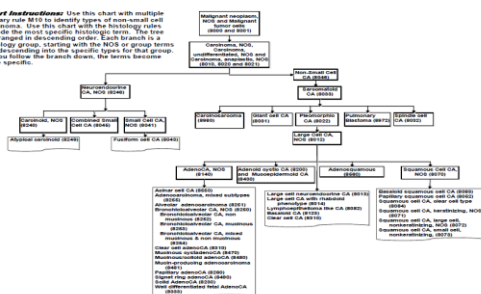 rt Instructions: Use this chart with multiple
ary rule M10 to identify types of non-small cell
noma. Use this chart with the histology rules
de the most specific histologic term. The tree
rranged in descending order. Each branch is a
ology group, starting with the NOS or group terms
descending into the specific types for that group.
ou follow the branch down, the terms become
specific.
Malignant neoplasm,
NOS and Malignant
tumor cells
(8000 and 8001)
Carcinoma, NOS,
Carcinoma,
undifferentiated, NOS
and
Carcinoma, anaplastic, NOS
(8010, 8020 and 8021)
Neuroendocrine
CA, NOS (8246)
Non-Small Cell
CA (8046)
Sarcomatoid
CA (8033)
Carcinoid, NOS
(8240)
Combined Small
Cell CA (8045)
Small Cell CA,
NOS (8041)
Atypical carcinoid (8249)
Fusiform cell CA (8043)
Carcinosarcoma
(8980)
Giant cell CA
(8031)
Pleomorphic
CA (8022)
Pulmonary
Blastoma (8972)
Spindle cell
CA (8032)
Large Cell CA,
NOS (8012)
AdenoCA, NOS
(8140)
Adenoid cystic CA (8200)
and Mucoepidermoid CA
(8430)
Adenosquamous
(8560)
Squamous Cell CA,
NOS (8070)
Acinar cell CA (8550)
Adenocarcinoma, mixed subtypes
(8255)
Alveolar adenocarcinoma (8251)
Bronchioloalveolar CA, NOS (8250)
Bronchioloalveolar CA, non
mucinous (8252)
Bronchioloalveolar CA, mucinous
(8253)
Bronchioloalveolar CA, mixed
mucinous & non mucinous
(8254)
Clear cell adenoCA (8310)
Mucinous cystadenoCA (8470)
Mucinous/colloid adenoCA (8480)
Mucin-producing adenocarcinoma
(8481)
Papillary adenoCA (8260)
Signet ring adenoCA (8490)
Solid AdenoCA (8230)
Well differentiated fetal AdenoCA
(8333)
Large cell neuroendocrine CA (8013)
Large cell CA with rhabdoid
phenotype (8014)
Lymphoepithelioma like CA (8082)
Basaloid CA (8123)
Clear cell CA (8310)
Basaloid squamous cell CA (8083)
Papillary squamous CA (8052)
Squamous cell CA, clear cell type
(8084)
Squamous cell CA, keratinizing, NOS
(8071)
Squamous cell CA, large cell,
nonkeratinizing, NOS (8072)
Squamous cell CA, small cell,
nonkeratinizing, (8073)